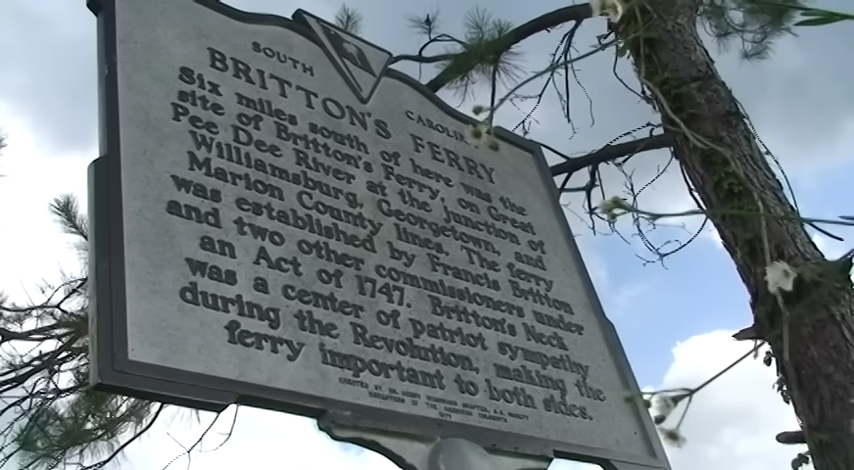 SOUTH CAROLINA
BRITTON'S FERRY
Six miles south of here was the
site of Britton's Ferry, on Great
Pee Dee River at the junction of
Williamsburg, Georgetown, and
Marion County lines. The ferry
was established by Francis Britton
and two other commissioners under
an Act of 1747. Britton's Neck
was a center of patriot sympathy
during the Revolution, making the
ferry important to both sides.